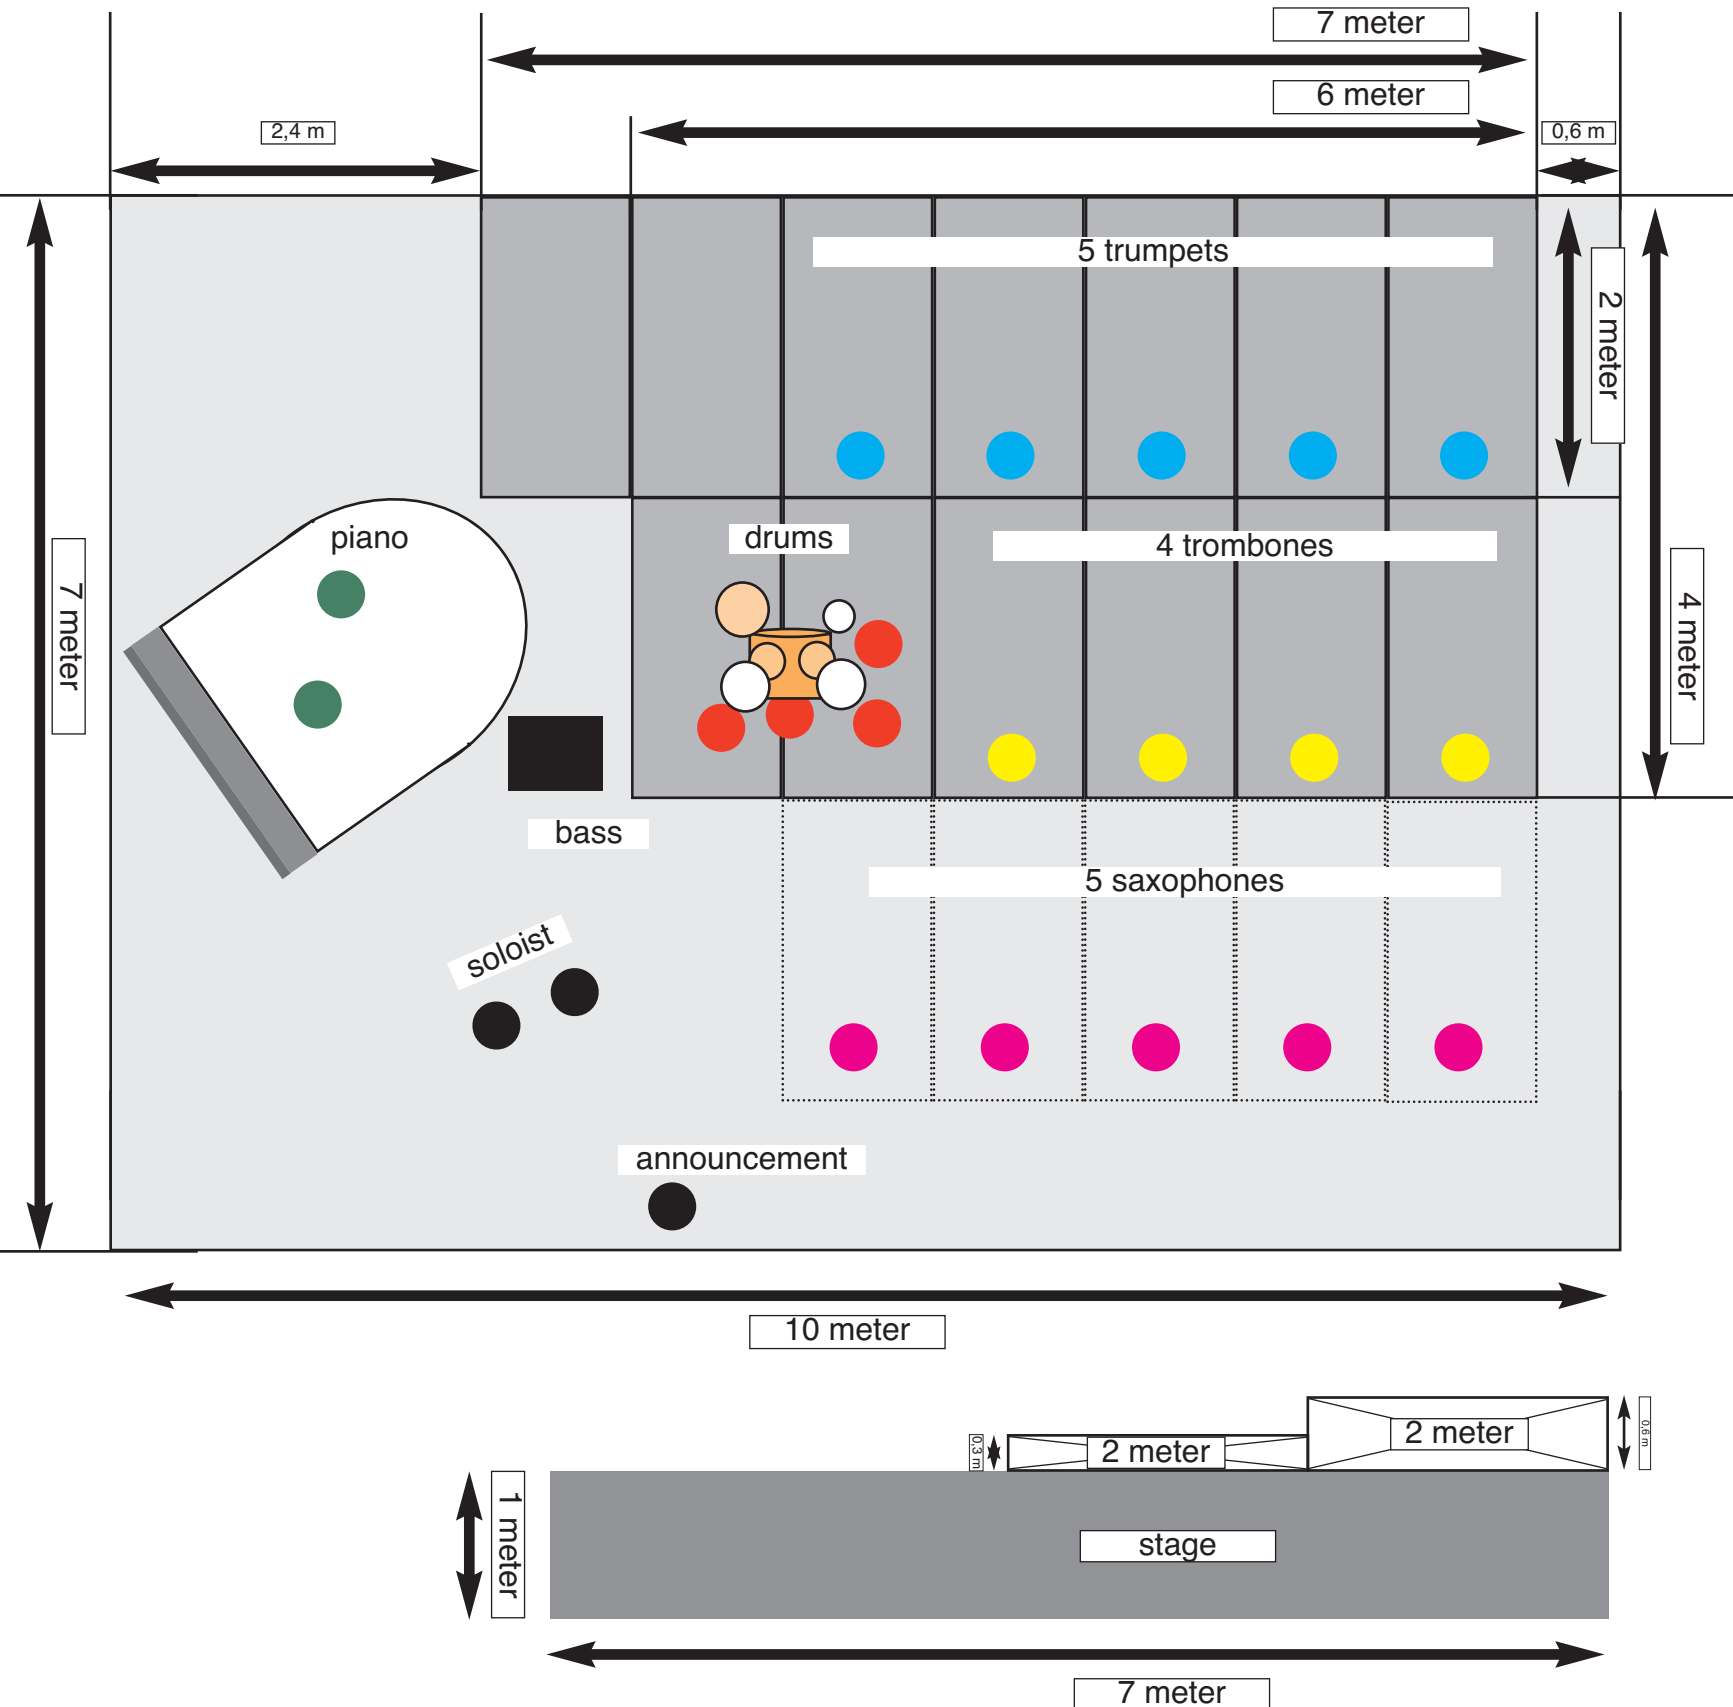 7 meter
6 meter
2,4 m
0,6 m
5 trumpets
2 meter
piano
drums
4 trombones
7 meter
4 meter
bass
5 saxophones
soloist
announcement
10 meter
2 meter
2 meter
0,3 m
0,6 m
1 meter
stage
7 meter